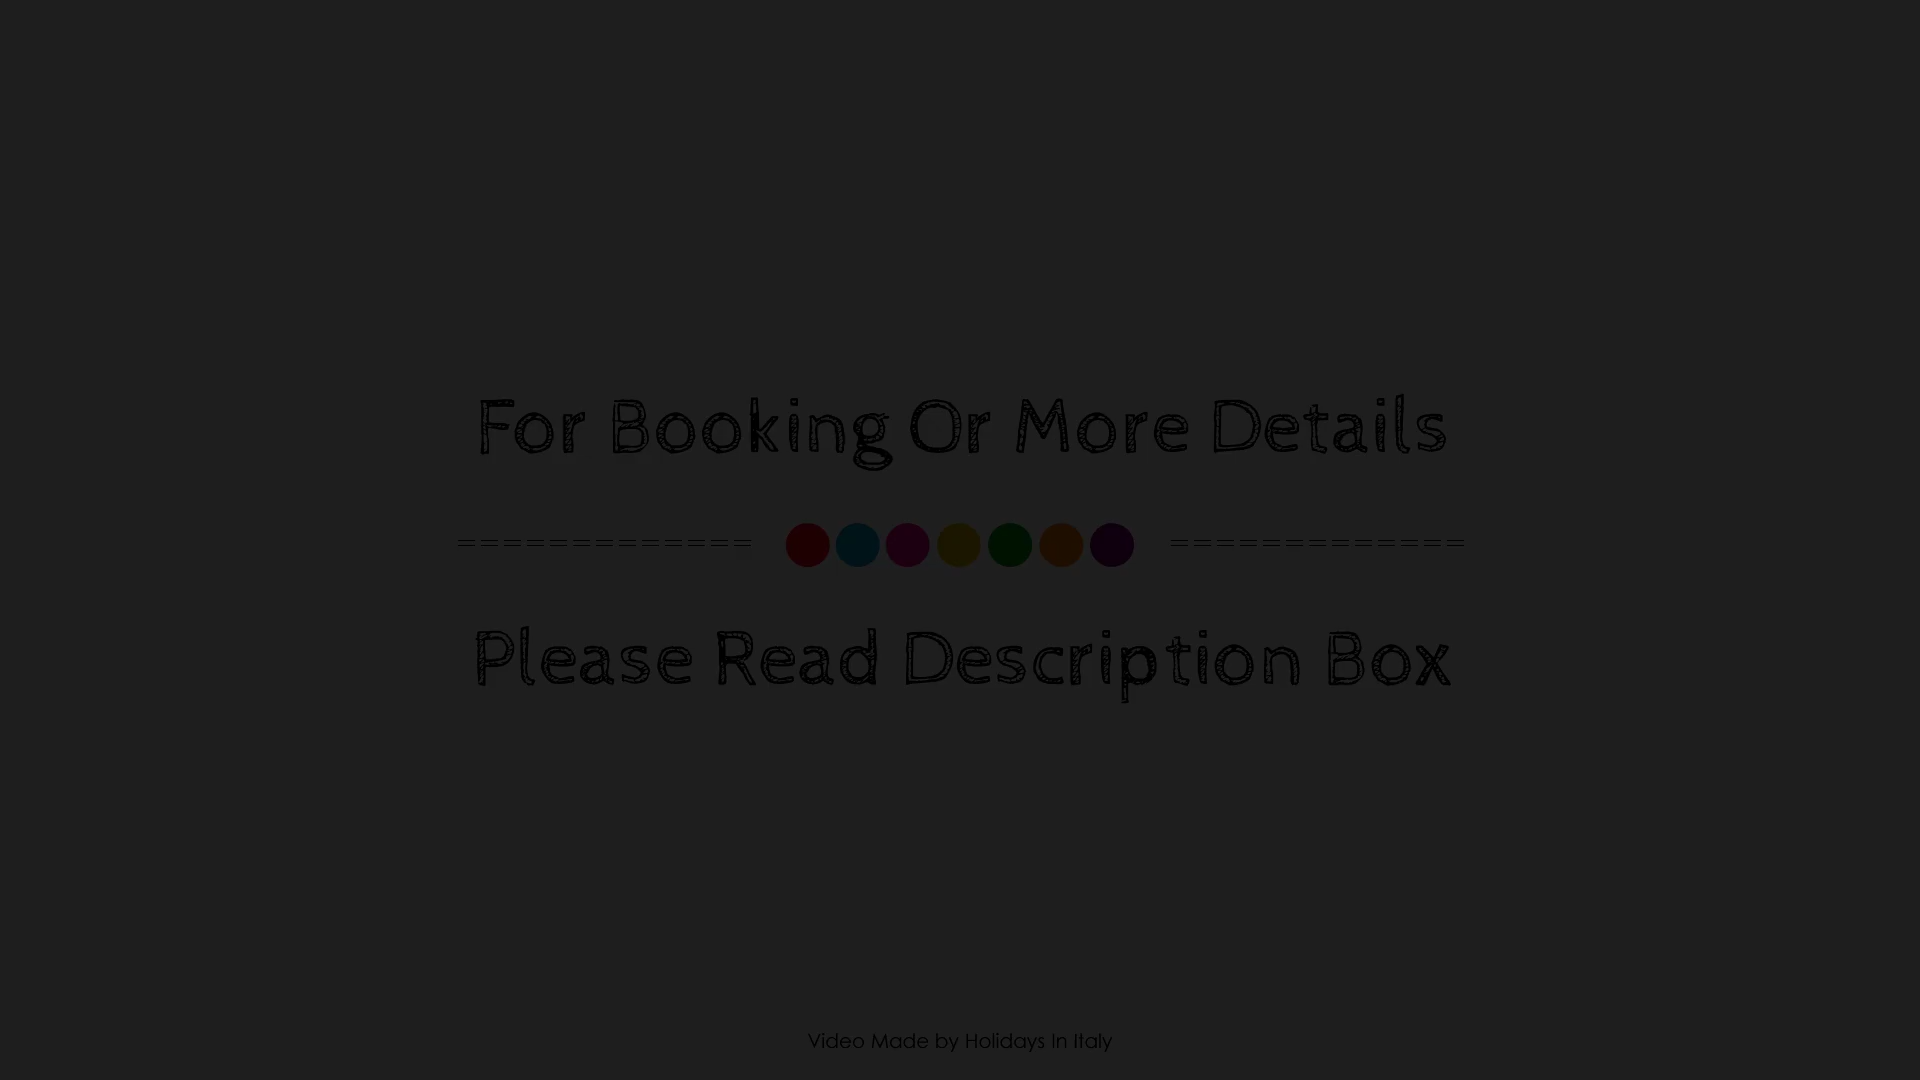 For Booking Or More Details
============= =============
Please Read Description Box
Video Made by Holidays In Italy